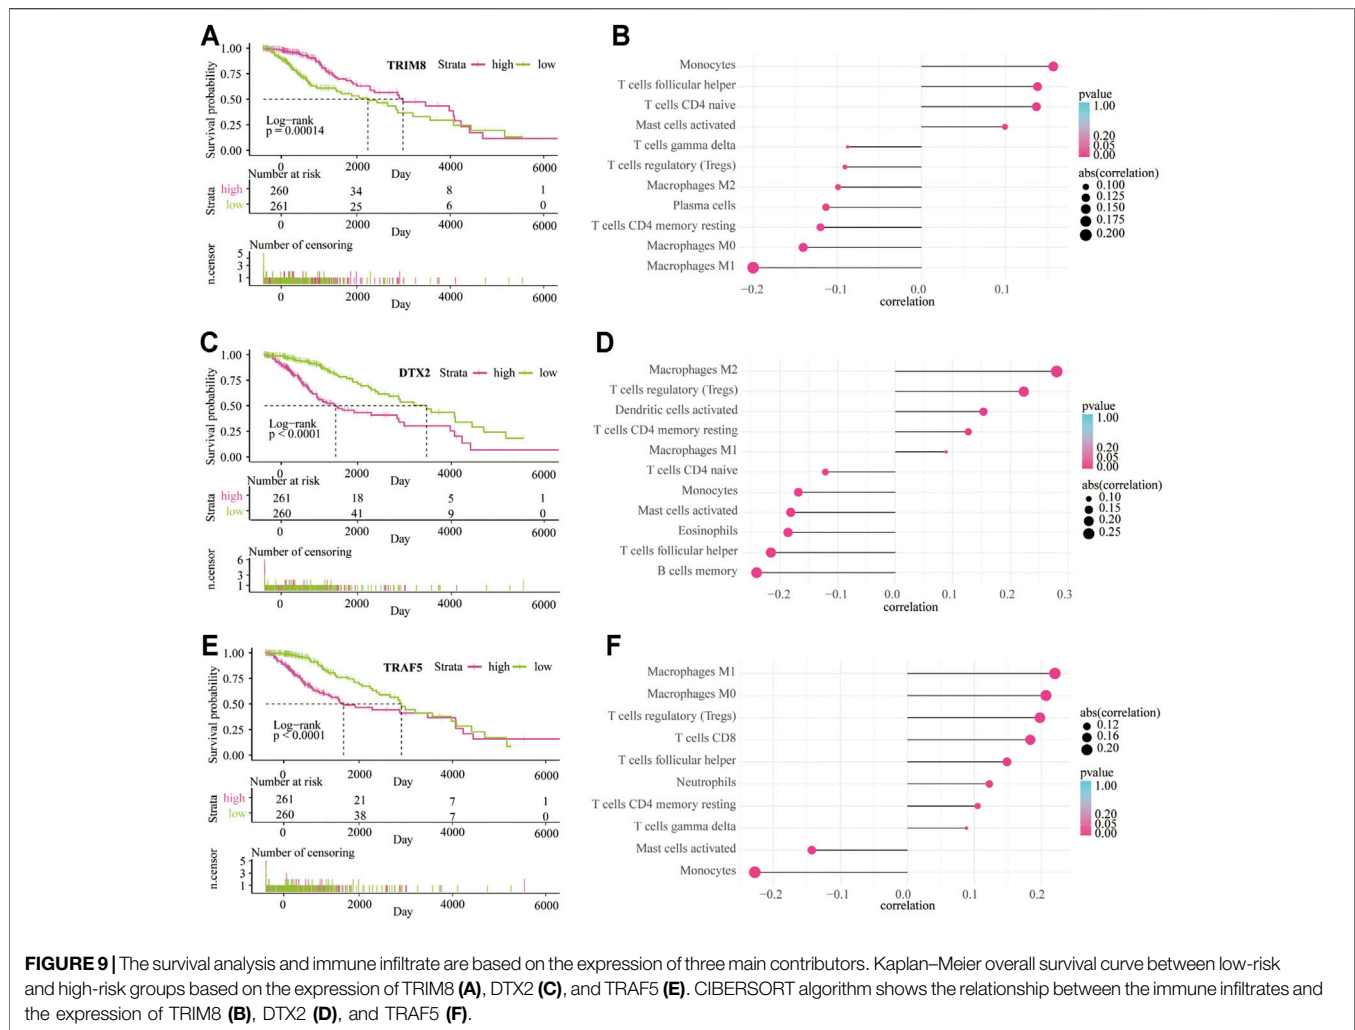 A
1.00
0.75
0.50
0.25
0.00
Survival probability
TRIM8 Strata high low
Log-rank
p = 0.00014
0 2000 4000 6000
Day
Number at risk
Strata
high 260 34 8 1
low 261 25 6 0
0 2000 4000 6000
Day
Number of censoring
n.censor
5
3
1
0 2000 4000 6000
Day
B
Monocytes
T cells follicular helper
T cells CD4 naive
Mast cells activated
T cells gamma delta
T cells regulatory (Tregs)
Macrophages M2
Plasma cells
T cells CD4 memory resting
Macrophages M0
Macrophages M1
−0.2 −0.1 0.0 0.1
correlation
pvalue
1.00
0.20
0.05
0.00
abs(correlation)
0.100
0.125
0.150
0.175
0.200
C
1.00
0.75
0.50
0.25
0.00
Survival probability
DTX2 Strata high low
Log-rank
p < 0.0001
0 2000 4000 6000
Day
Number at risk
Strata
high 261 18 5 1
low 260 41 9 0
0 2000 4000 6000
Day
Number of censoring
n.censor
6
3
1
0 2000 4000 6000
Day
D
Macrophages M2
T cells regulatory (Tregs)
Dendritic cells activated
T cells CD4 memory resting
Macrophages M1
T cells CD4 naive
Monocytes
Mast cells activated
Eosinophils
T cells follicular helper
B cells memory
−0.2 −0.1 0.0 0.1 0.2 0.3
correlation
pvalue
1.00
0.20
0.05
0.00
abs(correlation)
0.10
0.15
0.20
0.25
E
1.00
0.75
0.50
0.25
0.00
Survival probability
TRAF5 Strata high low
Log-rank
p < 0.0001
0 2000 4000 6000
Day
Number at risk
Strata
high 261 21 7 1
low 260 38 7 0
0 2000 4000 6000
Day
Number of censoring
n.censor
5
3
1
0 2000 4000 6000
Day
F
Macrophages M1
Macrophages M0
T cells regulatory (Tregs)
T cells CD8
T cells follicular helper
Neutrophils
T cells CD4 memory resting
T cells gamma delta
Mast cells activated
Monocytes
−0.2 −0.1 0.0 0.1 0.2
correlation
abs(correlation)
0.12
0.16
0.20
pvalue
1.00
0.20
0.05
0.00
FIGURE 9 | The survival analysis and immune infiltrate are based on the expression of three main contributors. Kaplan–Meier overall survival curve between low-risk
and high-risk groups based on the expression of TRIM8 (A), DTX2 (C), and TRAF5 (E). CIBERSORT algorithm shows the relationship between the immune infiltrates and
the expression of TRIM8 (B), DTX2 (D), and TRAF5 (F).